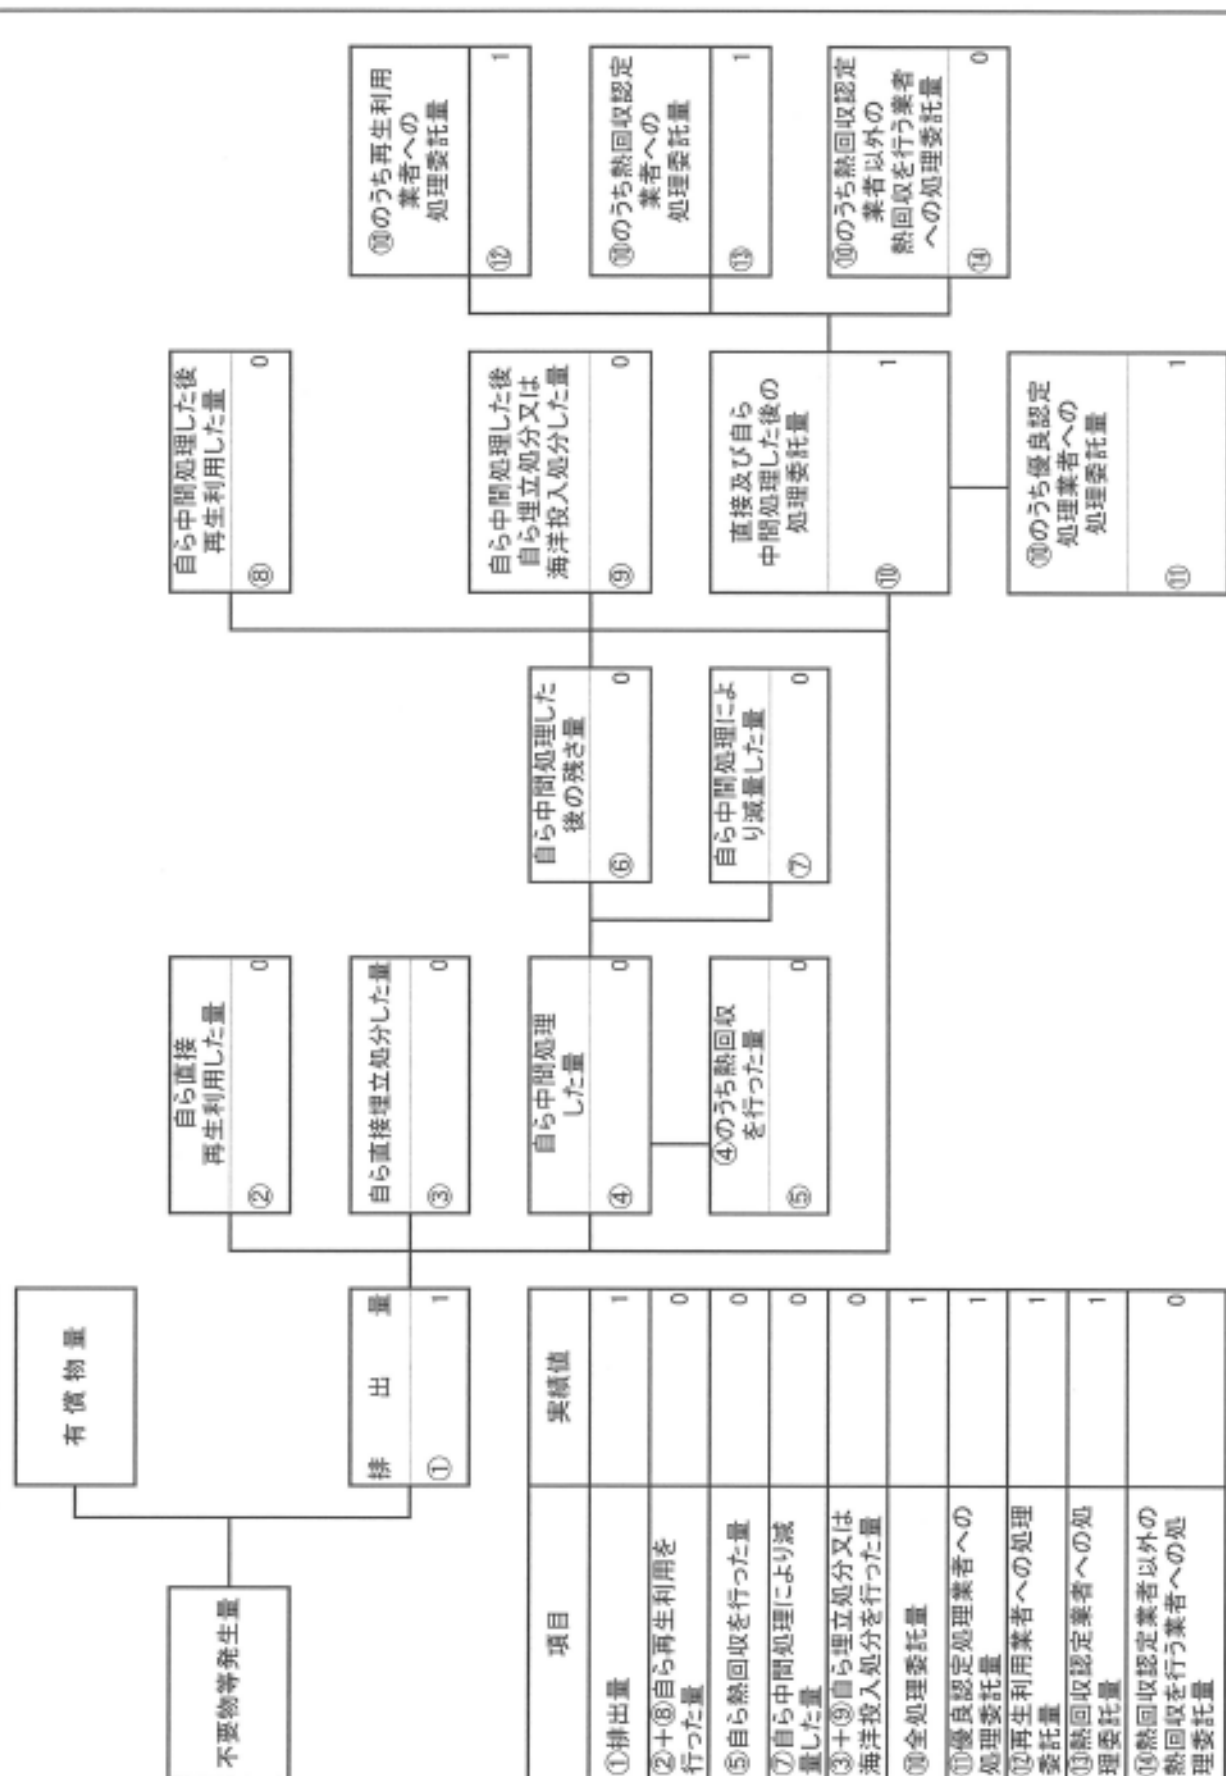 不要物等発生量
有償物量
排出量
① 1
自ら直接
再生利用した量
② 0
自ら直接埋立処分した量
③ 0
自ら中間処理
した量
④ 0
④のうち熱回収
を行った量
⑤ 0
自ら中間処理した
後の残さ量
⑥ 0
自ら中間処理によ
り減量した量
⑦ 0
自ら中間処理した後
再生利用した量
⑧ 0
自ら中間処理した後
自ら埋立処分又は
海洋投入処分した量
⑨ 0
直接及び自ら
中間処理した後の
処理委託量
⑩ 1
⑩のうち優良認定
処理業者への
処理委託量
⑪ 1
⑩のうち再生利用
業者への
処理委託量
⑫ 1
⑩のうち熱回収認定
業者への
処理委託量
⑬ 1
⑩のうち熱回収認定
業者以外の
熱回収を行う業者
への処理委託量
⑭ 0
項目 実績値
①排出量 1
②+⑧自ら再生利用を
行った量 0
⑤自ら熱回収を行った量 0
⑦自ら中間処理により減
量した量 0
③+⑨自ら埋立処分又は
海洋投入処分を行った量 0
⑩全処理委託量 1
⑪優良認定処理業者への
処理委託量 1
⑫再生利用業者への処理
委託量 1
⑬熱回収認定業者への処
理委託量 1
⑭熱回収認定業者以外の
熱回収を行う業者への処
理委託量 0